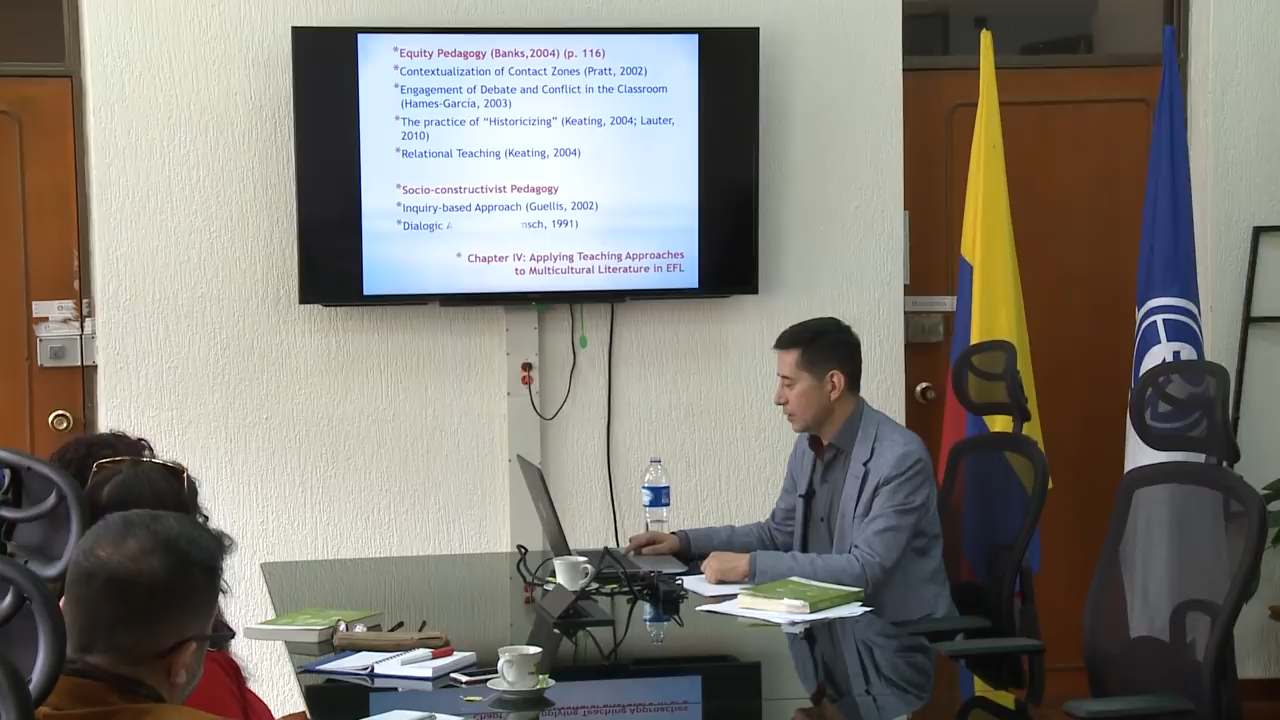 *Equity Pedagogy (Banks,2004) (p. 116)
*Contextualization of Contact Zones (Pratt, 2002)
*Engagement of Debate and Conflict in the Classroom
(Hames-García, 2003)
*The practice of “Historicizing” (Keating, 2004; Lauter,
2010)
*Relational Teaching (Keating, 2004)
*Socio-constructivist Pedagogy
*Inquiry-based Approach (Guellis, 2002)
*Dialogic 1991)
* Chapter IV: Applying Teaching Approaches
to Multicultural Literature in EFL